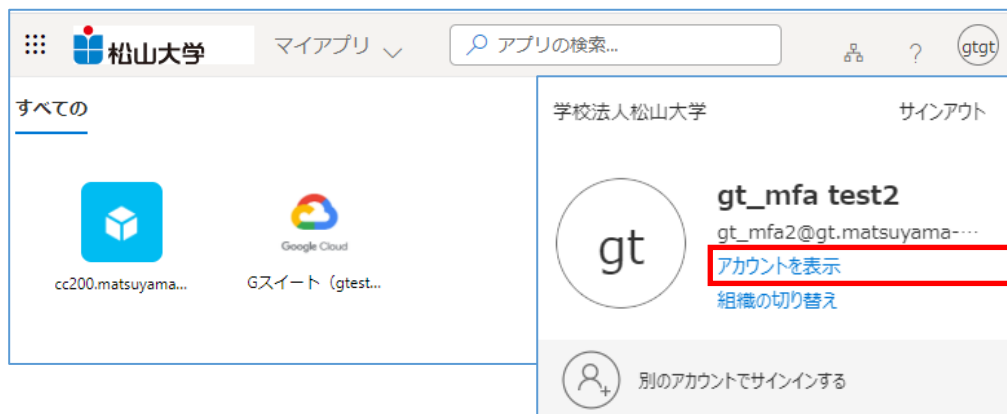 松山大学
マイアプリ
アプリの検索...
?
gtgt
すべての
学校法人松山大学
サインアウト
gt
gt_mfa test2
gt_mfa2@gt.matsuyama-…
アカウントを表示
組織の切り替え
Google Cloud
cc200.matsuyama...
Gスイート（gtest...
別のアカウントでサインインする